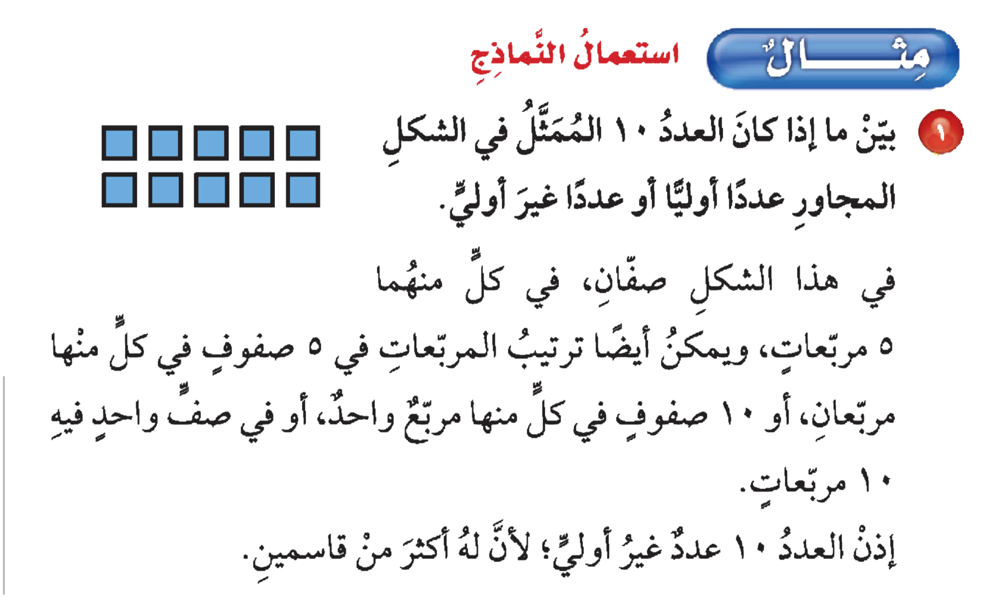 مِثــــالٌ استعمالُ النَّماذِجِ
١ بيّنْ ما إذا كانَ العددُ ١٠ المُمَثَّلُ في الشكلِ
المجاورِ عددًا أوليًّا أو عددًا غيرَ أوليٍّ.
في هذا الشكلِ صفّانِ، في كلٍّ منهُما
٥ مربّعاتٍ، ويمكنُ أيضًا ترتيبُ المربّعاتِ في ٥ صفوفٍ في كلٍّ منْها
مربّعانِ، أو ١٠ صفوفٍ في كلٍّ منها مربّعٌ واحدٌ، أو في صفٍّ واحدٍ فيهِ
١٠ مربّعاتٍ.
إذنْ العددُ ١٠ عددٌ غيرُ أوليٍّ؛ لأنَّ لهُ أكثرَ منْ قاسمينِ.